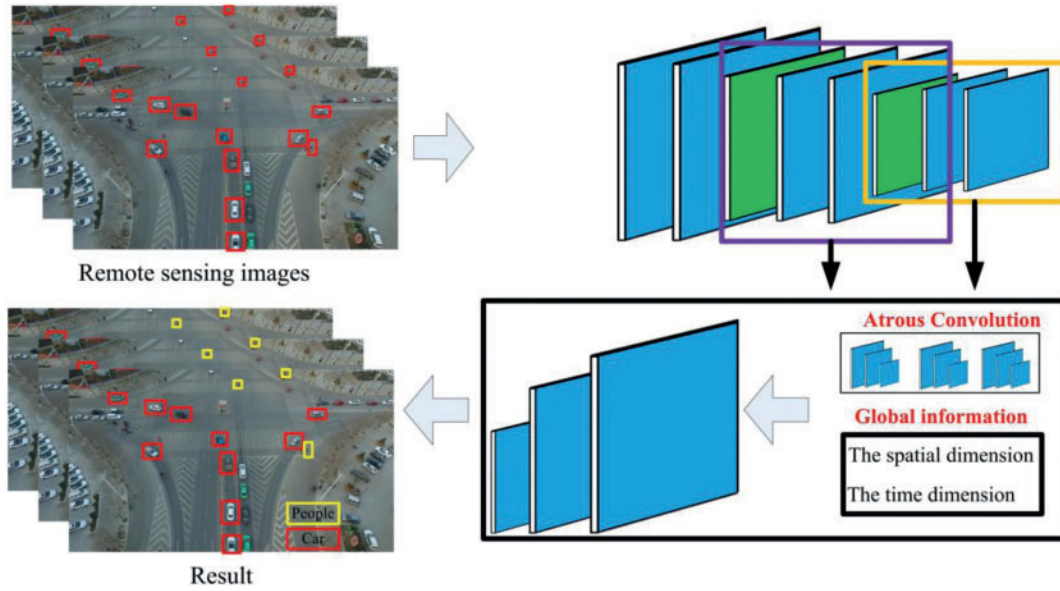 Remote sensing images
Atrous Convolution
Global information
The spatial dimension
The time dimension
People
Car
Result